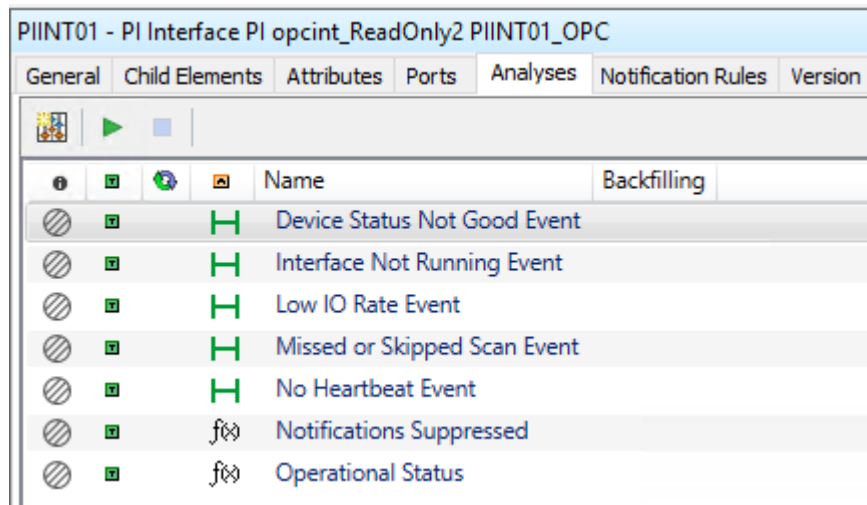 PIINT01 - PI Interface PI opcint_ReadOnly2 PIINT01_OPC
General Child Elements Attributes Ports Analyses Notification Rules Version
Name Backfilling
Device Status Not Good Event
Interface Not Running Event
Low IO Rate Event
Missed or Skipped Scan Event
No Heartbeat Event
f(x) Notifications Suppressed
f(x) Operational Status